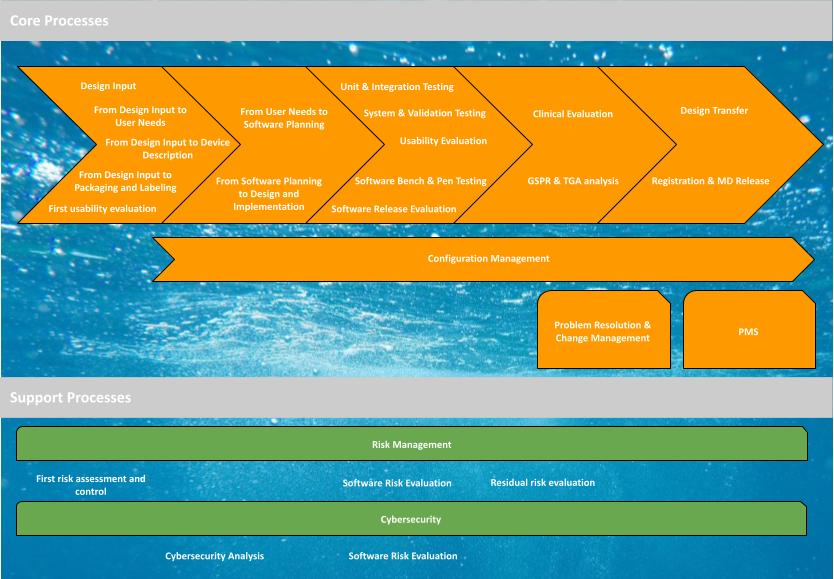 Core Processes
Design Input
From Design Input to
User Needs
From Design Input to Device
Description
From Design Input to
Packaging and Labeling
First usability evaluation
From User Needs to
Software Planning
From Software Planning
to Design and
Implementation
Unit & Integration Testing
System & Validation Testing
Usability Evaluation
Software Bench & Pen Testing
Software Release Evaluation
Clinical Evaluation
GSPR & TGA analysis
Design Transfer
Registration & MD Release
Configuration Management
Problem Resolution &
Change Management
PMS
Support Processes
Risk Management
First risk assessment and
control
Software Risk Evaluation
Residual risk evaluation
Cybersecurity
Cybersecurity Analysis
Software Risk Evaluation